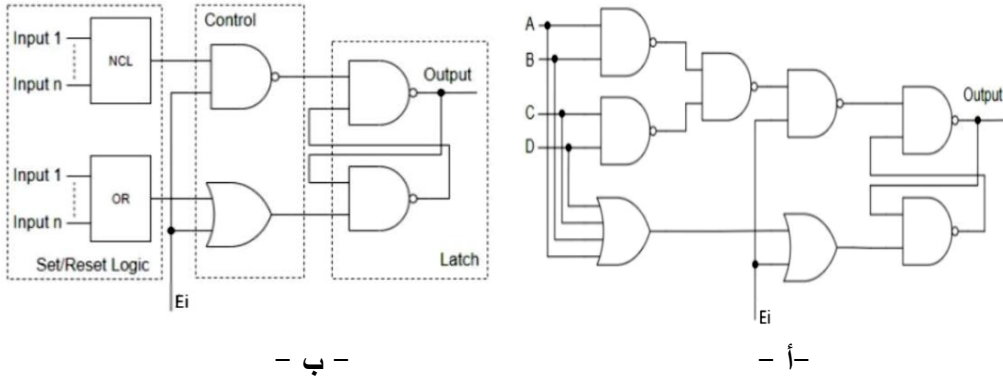 Control
Input 1
NCL
Input n
Output
Input 1
OR
Input n
Set/Reset Logic
Latch
Ei
- ب -
A
B
C
D
Output
Ei
-أ -